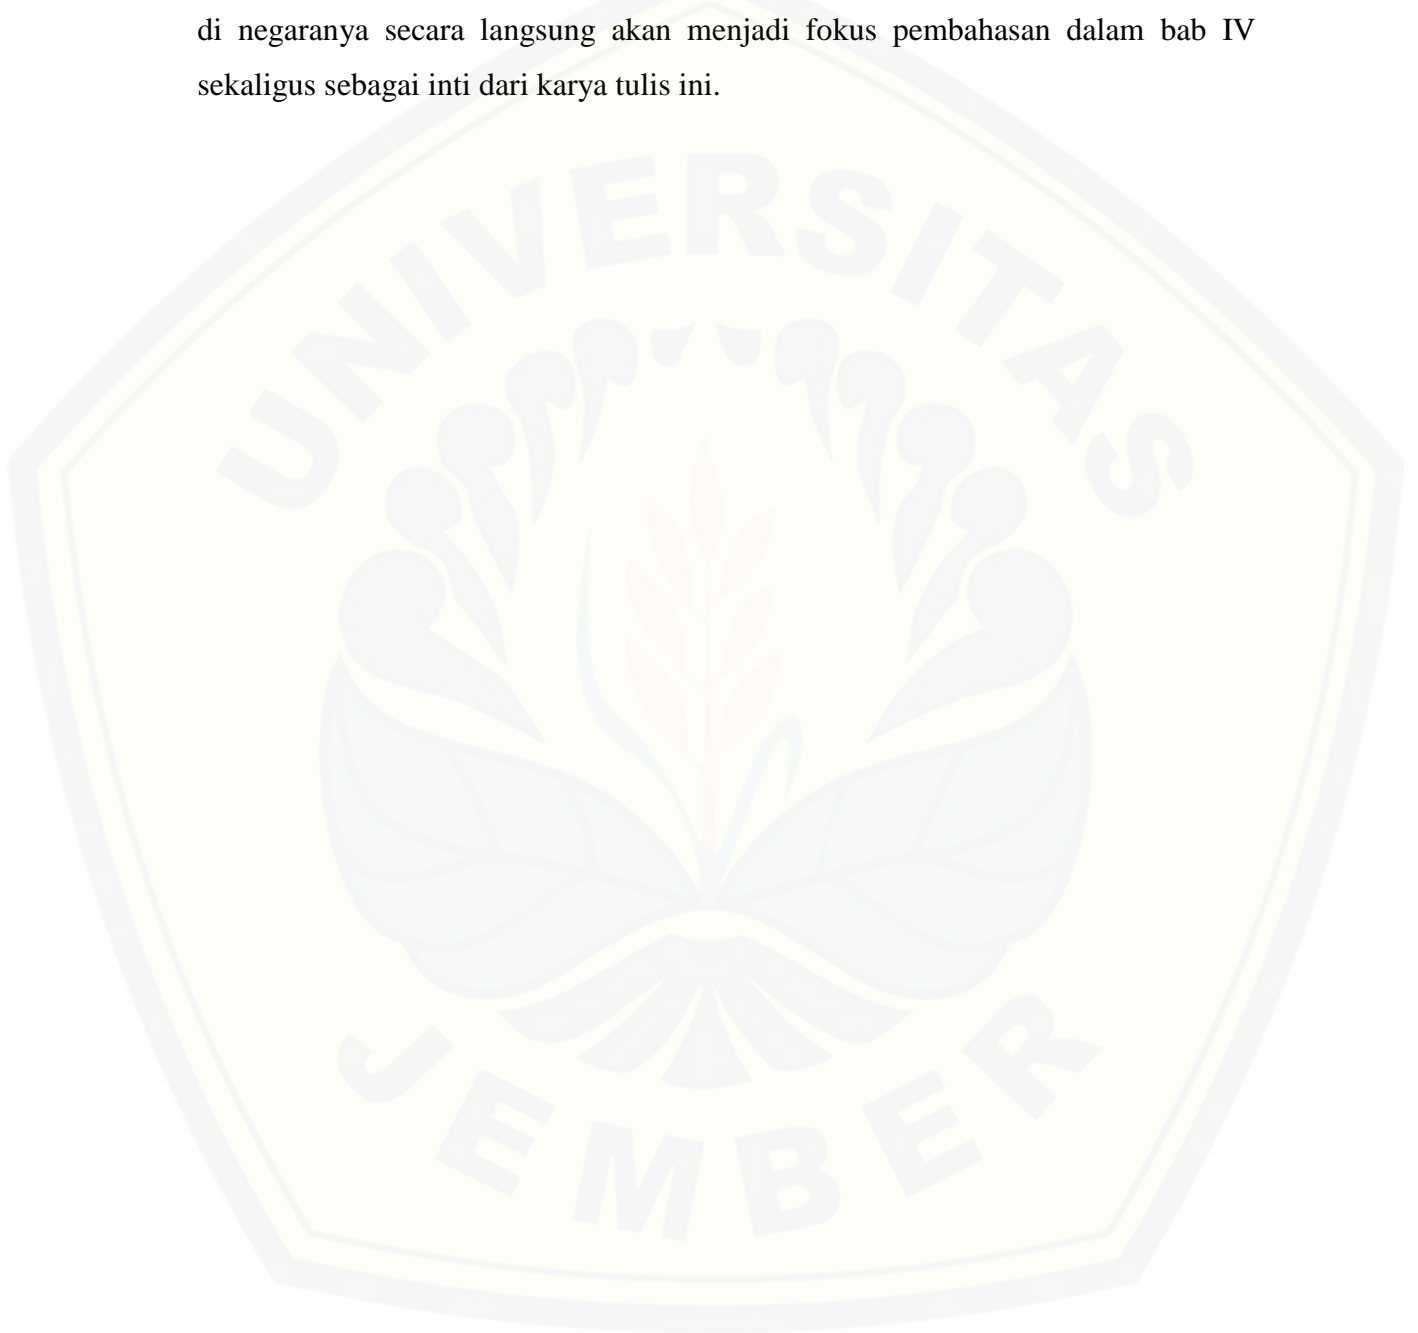 di negaranya secara langsung akan menjadi fokus pembahasan dalam bab IV
sekaligus sebagai inti dari karya tulis ini.
UNIVERSITAS
JEMBER